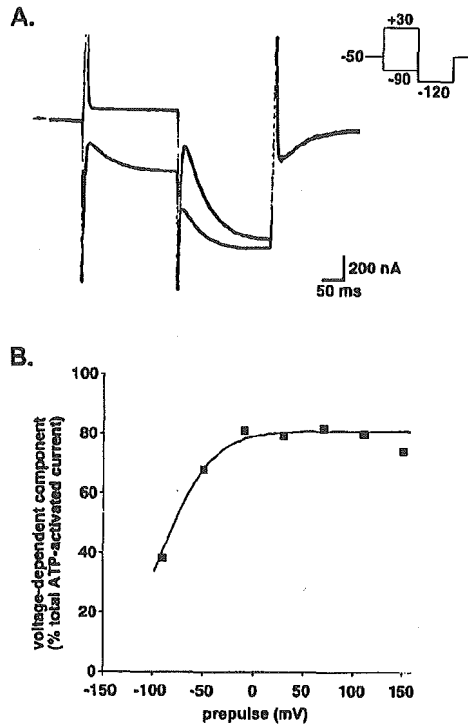 A.
+30
-50
-90
-120
200 nA
50 ms
B.
100
80
60
40
20
0
voltage-dependent component
(% total ATP-activated current)
-150 -100 -50 0 50 100 150
prepulse (mV)